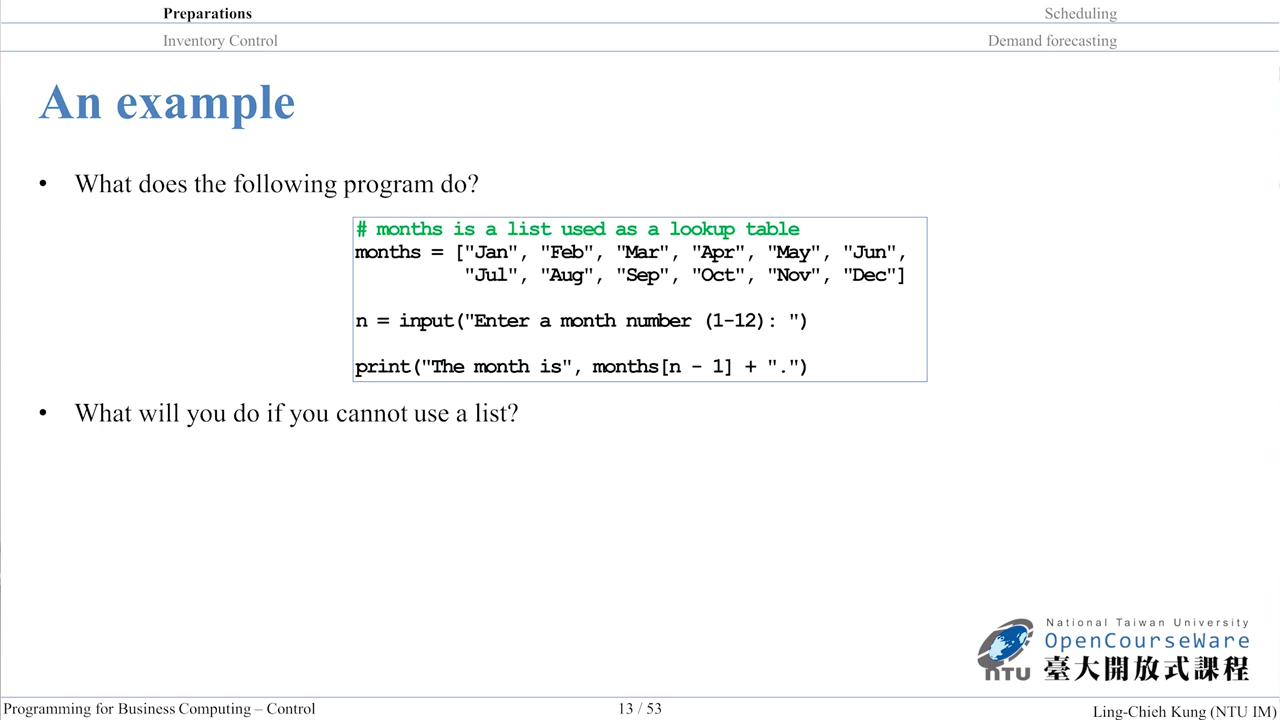 Preparations
Scheduling
Inventory Control
Demand forecasting
An example
• What does the following program do?
# months is a list used as a lookup table
months = ["Jan", "Feb", "Mar", "Apr", "May", "Jun",
"Jul", "Aug", "Sep", "Oct", "Nov", "Dec"]
n = input("Enter a month number (1-12): ")
print("The month is", months[n - 1] + ".")
• What will you do if you cannot use a list?
National Taiwan University
OpenCourseWare
臺大開放式課程
NTU
Programming for Business Computing – Control
13 / 53
Ling-Chieh Kung (NTU IM)